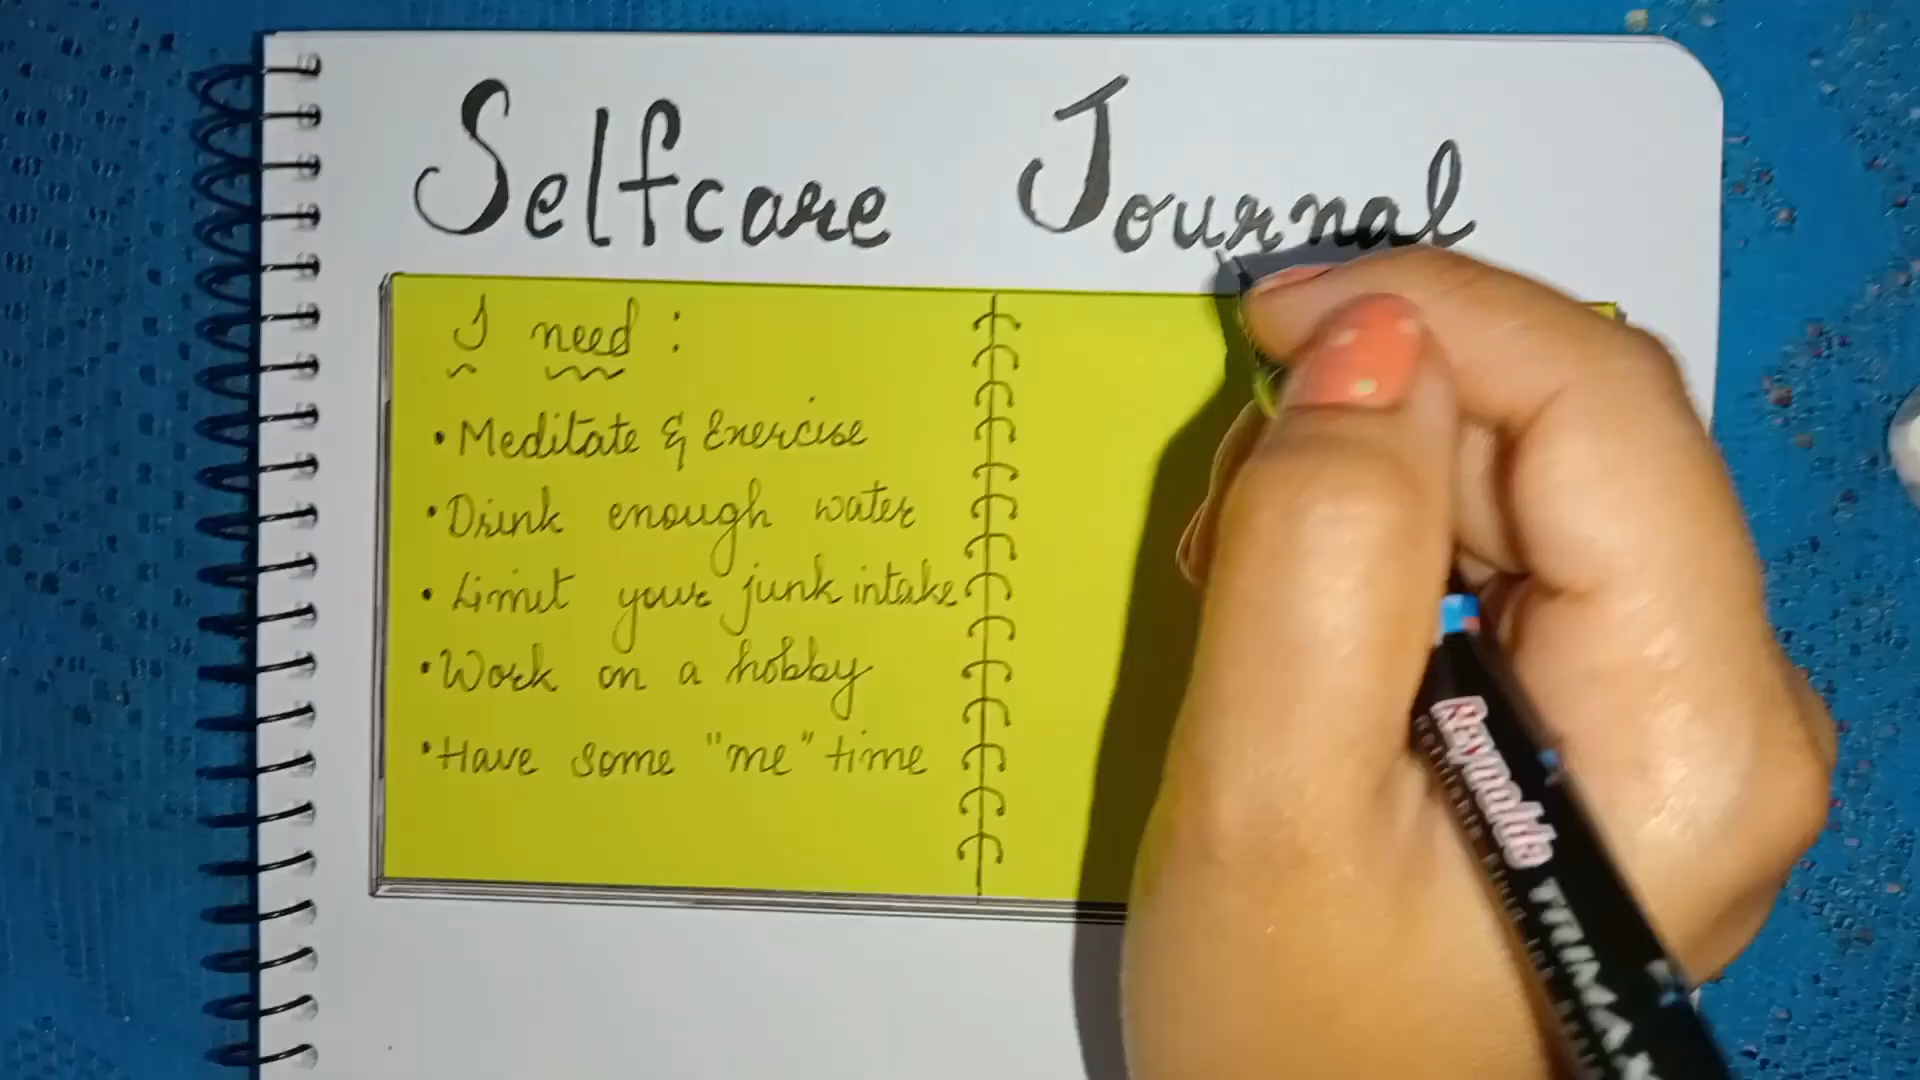 Selfcare Journal
I need :
• Meditate & Exercise
• Drink enough water
• Limit your junk intake
• Work on a hobby
• Have some "me" time
Reynolds TRIMAX